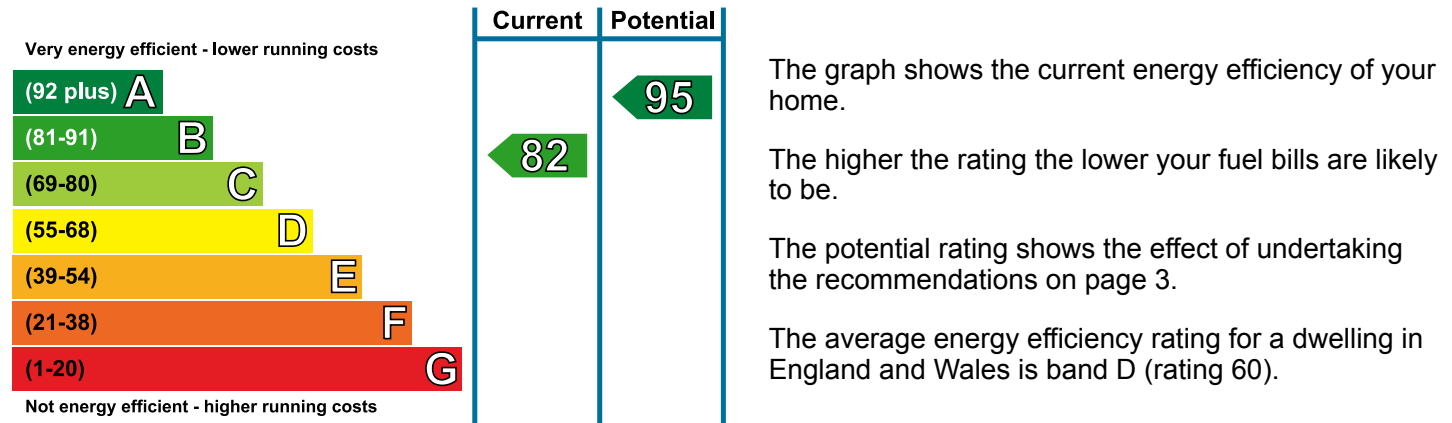 Current Potential
Very energy efficient - lower running costs
(92 plus) A
95
(81-91) B
82
(69-80) C
(55-68) D
(39-54) E
(21-38) F
(1-20) G
Not energy efficient - higher running costs
The graph shows the current energy efficiency of your
home.
The higher the rating the lower your fuel bills are likely
to be.
The potential rating shows the effect of undertaking
the recommendations on page 3.
The average energy efficiency rating for a dwelling in
England and Wales is band D (rating 60).